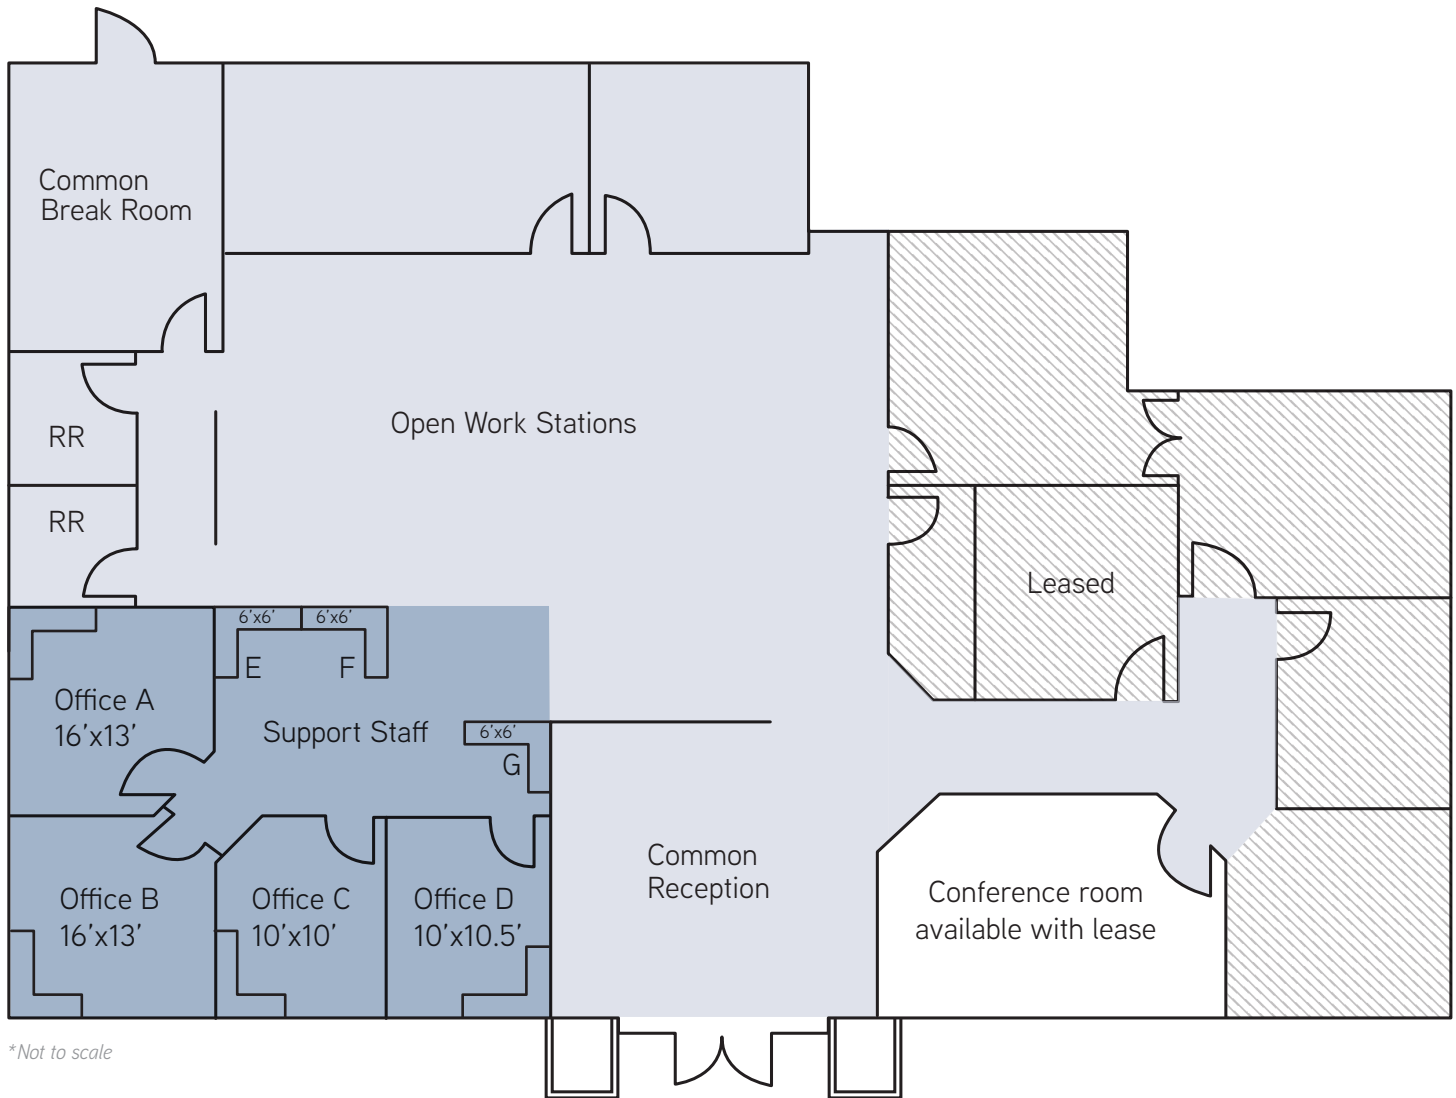 Common
Break Room
Open Work Stations
RR
RR
Leased
6'x6'
6'x6'
E
F
Office A
16'x13'
Support Staff
6'x6'
G
Common
Reception
Office B
16'x13'
Office C
10'x10'
Office D
10'x10.5'
Conference room
available with lease
*Not to scale